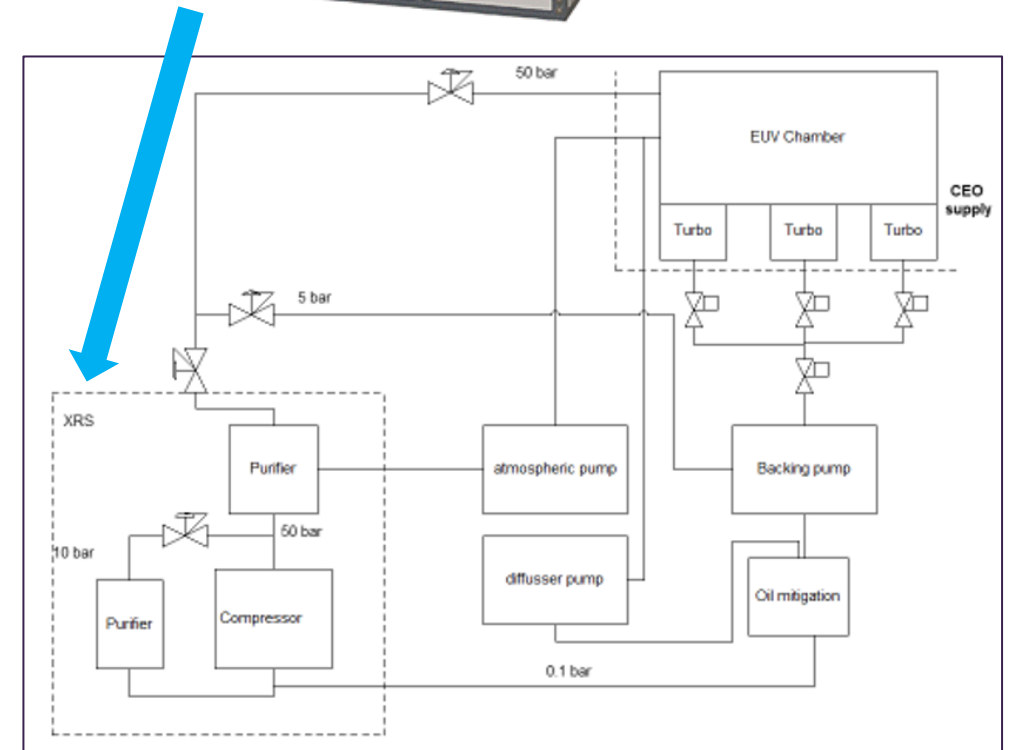 50 bar
EUV Chamber
CEO
supply
Turbo
Turbo
Turbo
5 bar
XRS
Purifier
atmospheric pump
Backing pump
50 bar
10 bar
diffusser pump
Oil mitigation
Purifier
Compressor
0.1 bar